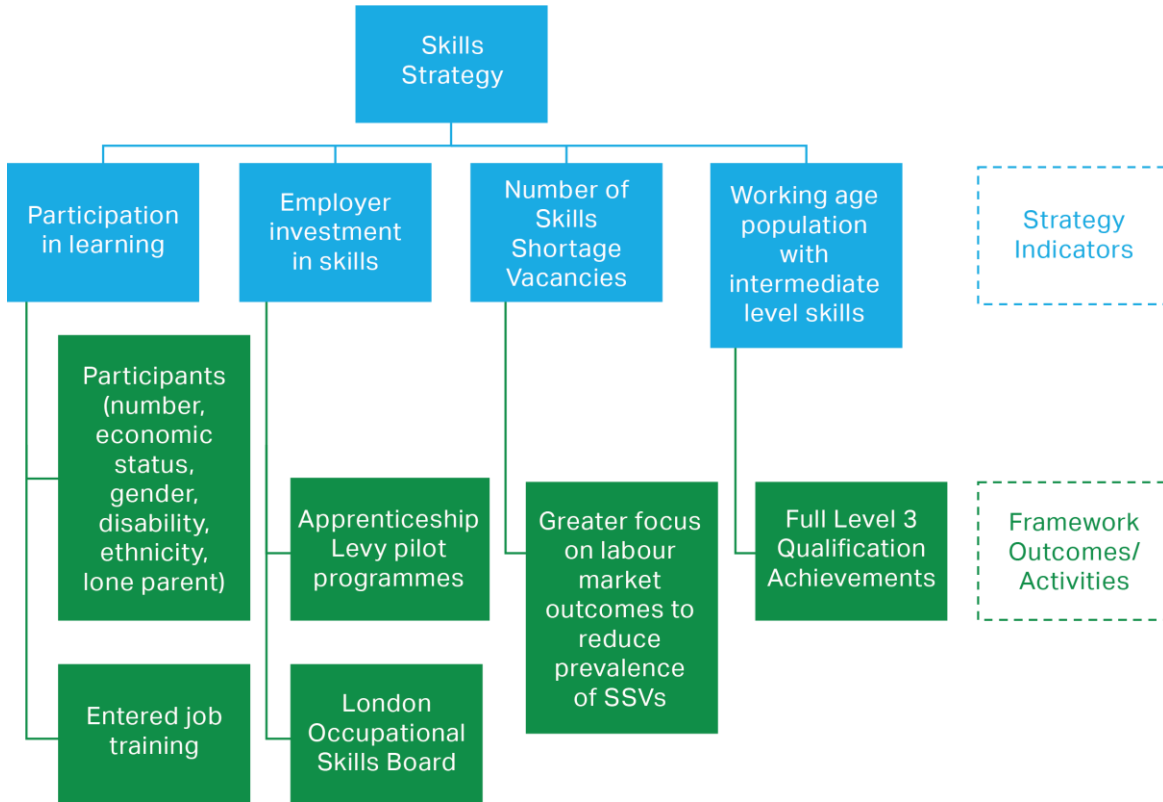 Skills
Strategy
Participation
in learning
Employer
investment
in skills
Number of
Skills
Shortage
Vacancies
Working age
population
with
intermediate
level skills
Strategy
Indicators
Participants
(number,
economic
status,
gender,
disability,
ethnicity,
lone parent)
Apprenticeship
Levy pilot
programmes
Greater focus
on labour
market
outcomes to
reduce
prevalence
of SSVs
Full Level 3
Qualification
Achievements
Framework
Outcomes/
Activities
Entered job
training
London
Occupational
Skills Board